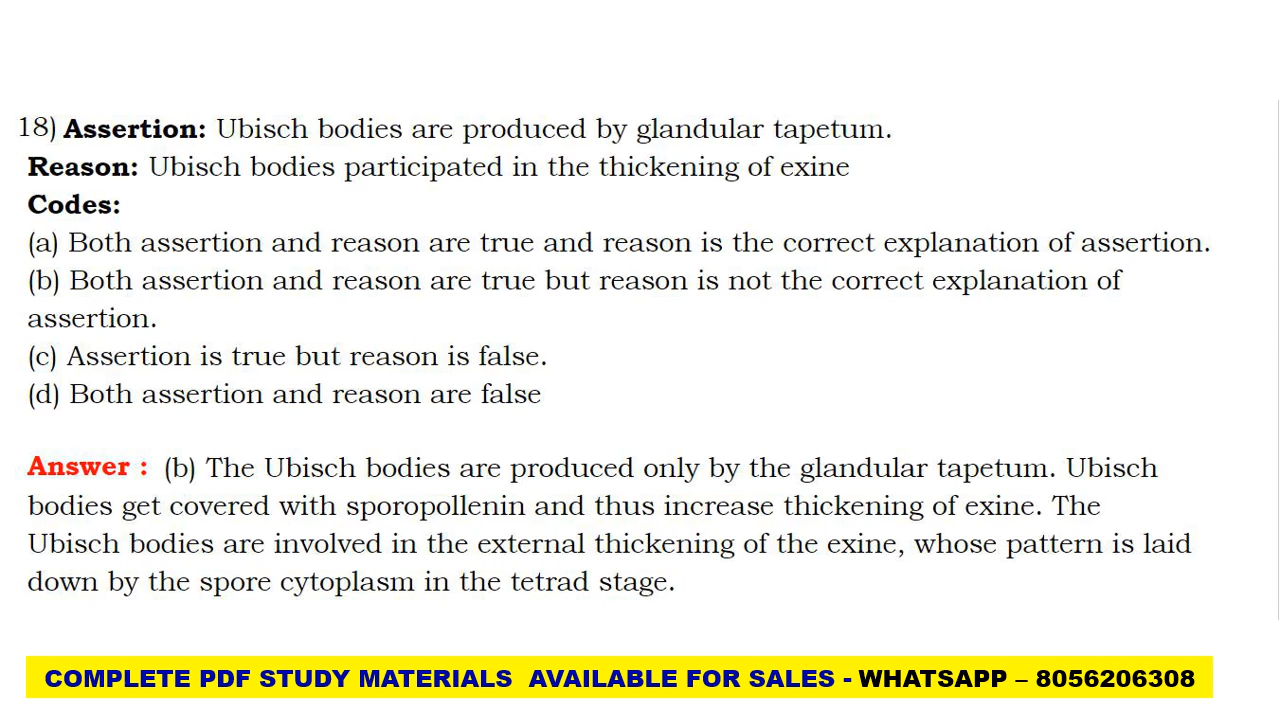 18) Assertion: Ubisch bodies are produced by glandular tapetum.
Reason: Ubisch bodies participated in the thickening of exine
Codes:
(a) Both assertion and reason are true and reason is the correct explanation of assertion.
(b) Both assertion and reason are true but reason is not the correct explanation of
assertion.
(c) Assertion is true but reason is false.
(d) Both assertion and reason are false
Answer : (b) The Ubisch bodies are produced only by the glandular tapetum. Ubisch
bodies get covered with sporopollenin and thus increase thickening of exine. The
Ubisch bodies are involved in the external thickening of the exine, whose pattern is laid
down by the spore cytoplasm in the tetrad stage.
COMPLETE PDF STUDY MATERIALS AVAILABLE FOR SALES - WHATSAPP – 8056206308